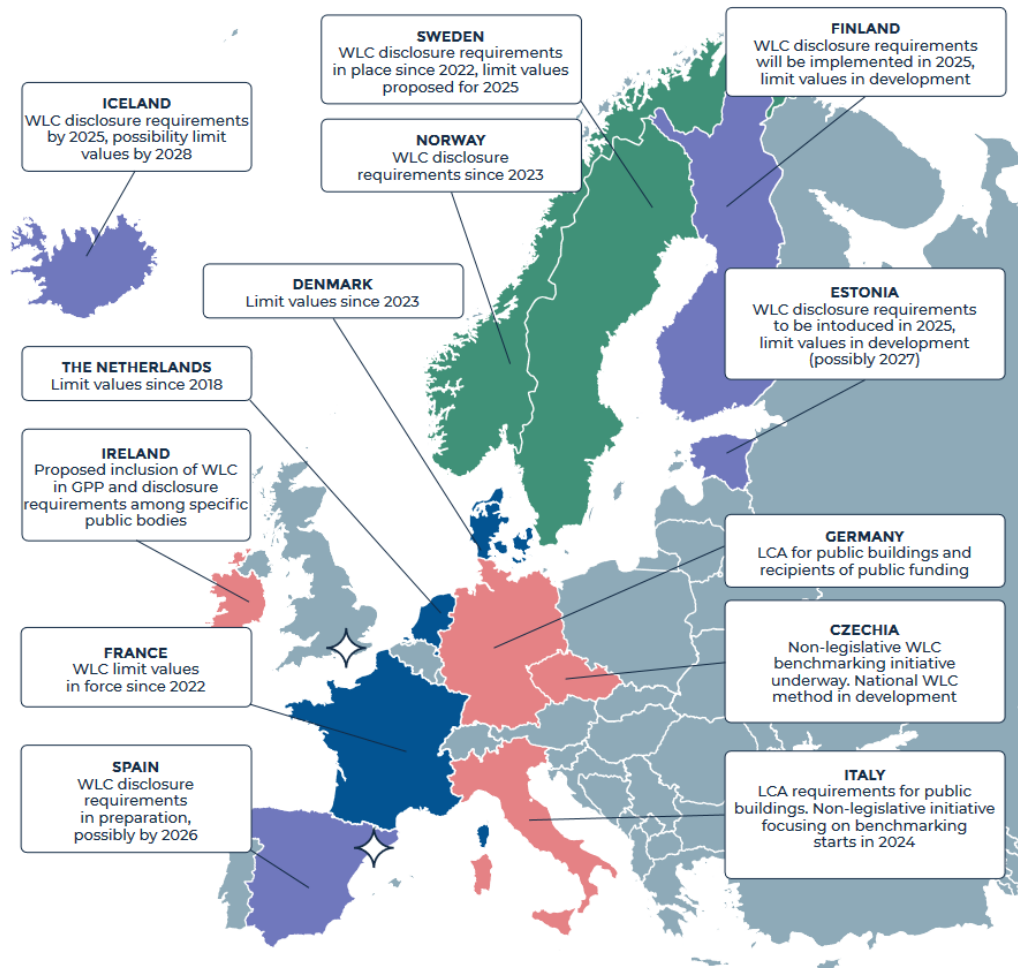 SWEDEN
WLC disclosure requirements
in place since 2022, limit values
proposed for 2025
FINLAND
WLC disclosure requirements
will be implemented in 2025,
limit values in development
ICELAND
WLC disclosure requirements
by 2025, possibility limit
values by 2028
NORWAY
WLC disclosure
requirements since 2023
DENMARK
Limit values since 2023
ESTONIA
WLC disclosure requirements
to be intoduced in 2025,
limit values in development
(possibly 2027)
THE NETHERLANDS
Limit values since 2018
IRELAND
Proposed inclusion of WLC
in GPP and disclosure
requirements among specific
public bodies
GERMANY
LCA for public buildings and
recipients of public funding
CZECHIA
Non-legislative WLC
benchmarking initiative
underway. National WLC
method in development
FRANCE
WLC limit values
in force since 2022
SPAIN
WLC disclosure
requirements
in preparation,
possibly by 2026
ITALY
LCA requirements for public
buildings. Non-legislative initiative
focusing on benchmarking
starts in 2024